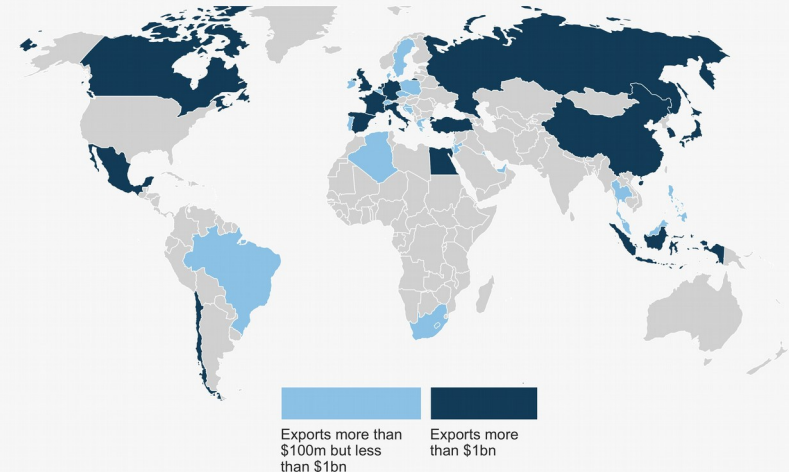 Exports more than
$100m but less
than $1bn
Exports more
than $1bn